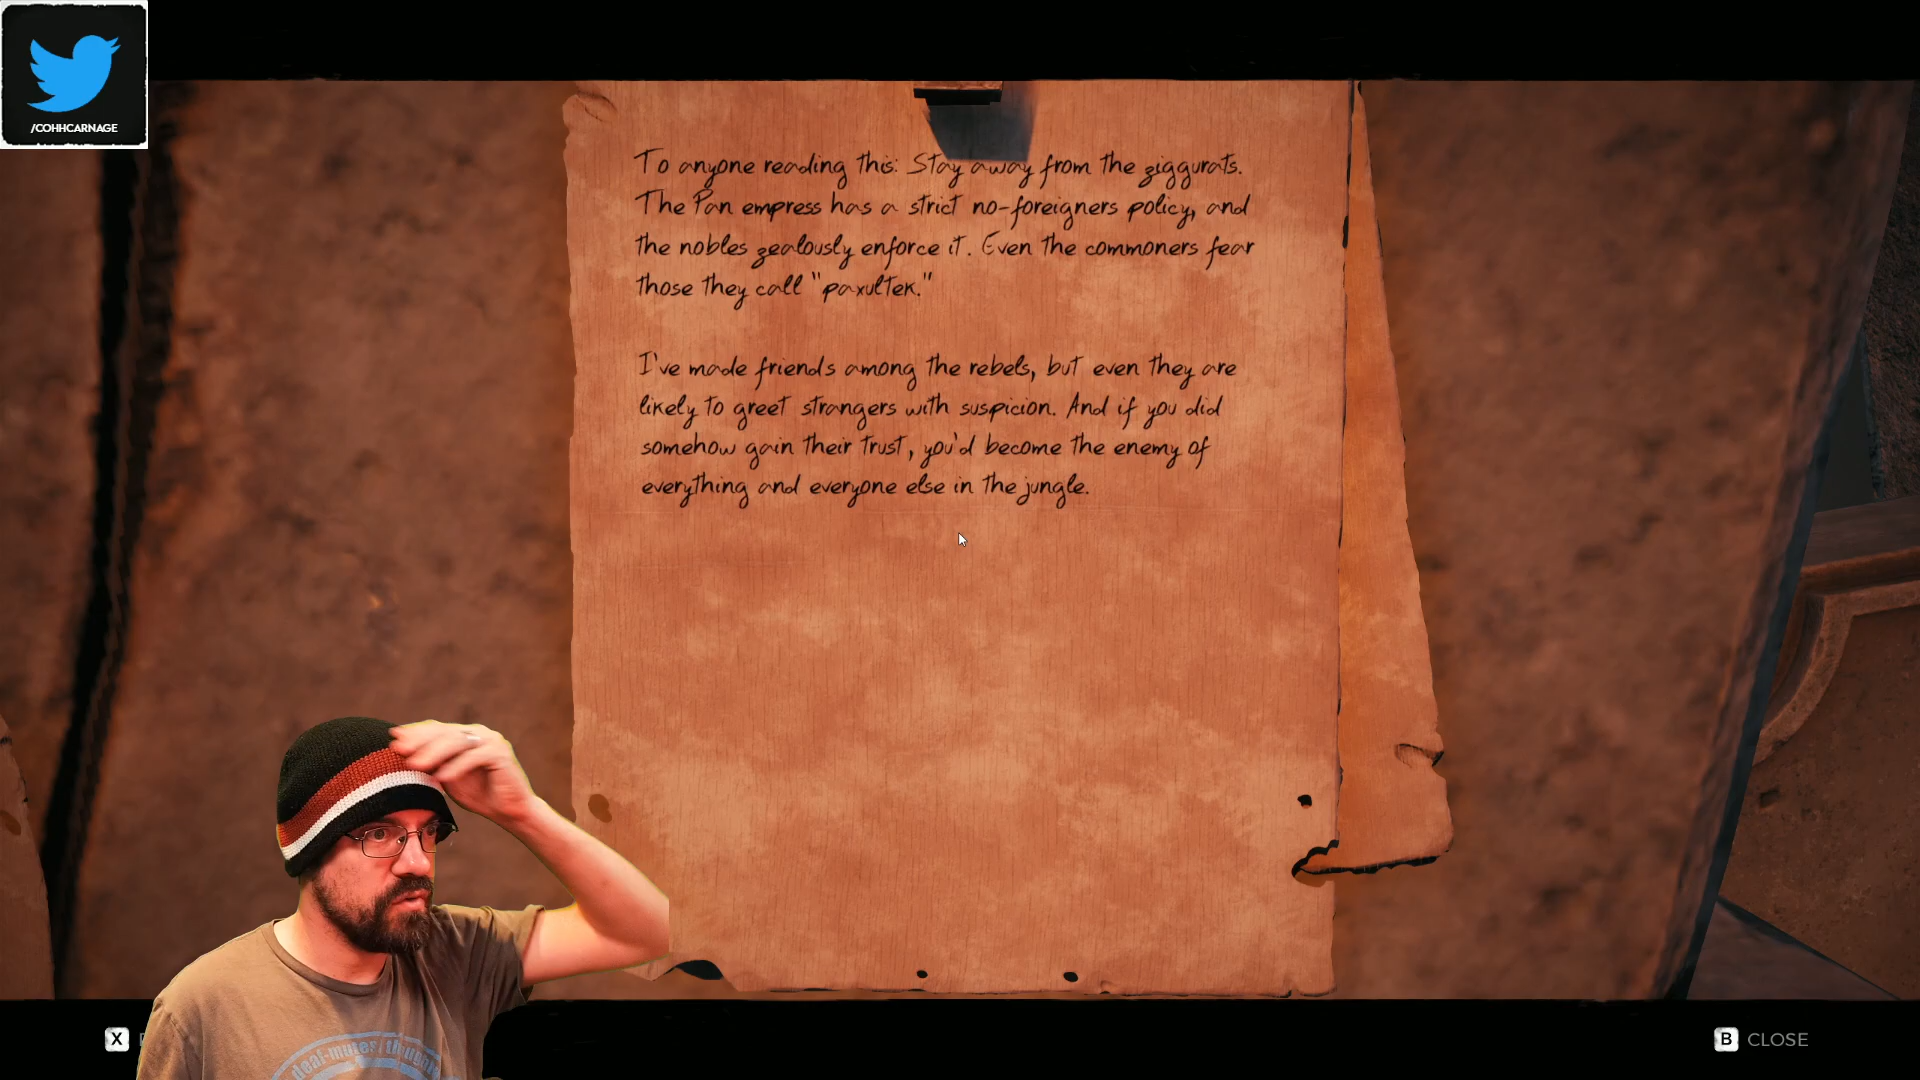 /COHHCARNAGE
To anyone reading this: Stay away from the ziggurats.
The Pan empress has a strict no-foreigners policy, and
the nobles zealously enforce it. Even the commoners fear
those they call "paxultek."
I've made friends among the rebels, but even they are
likely to greet strangers with suspicion. And if you did
somehow gain their trust, you'd become the enemy of
everything and everyone else in the jungle.
deaf-mutes,
X
B CLOSE